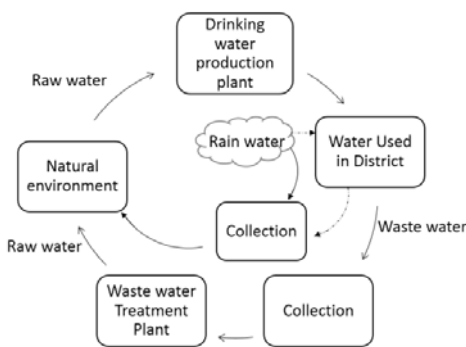 Drinking
water
production
plant
Raw water
Rain water
Water Used
in District
Natural
environment
Collection
Waste water
Raw water
Waste water
Treatment
Plant
Collection